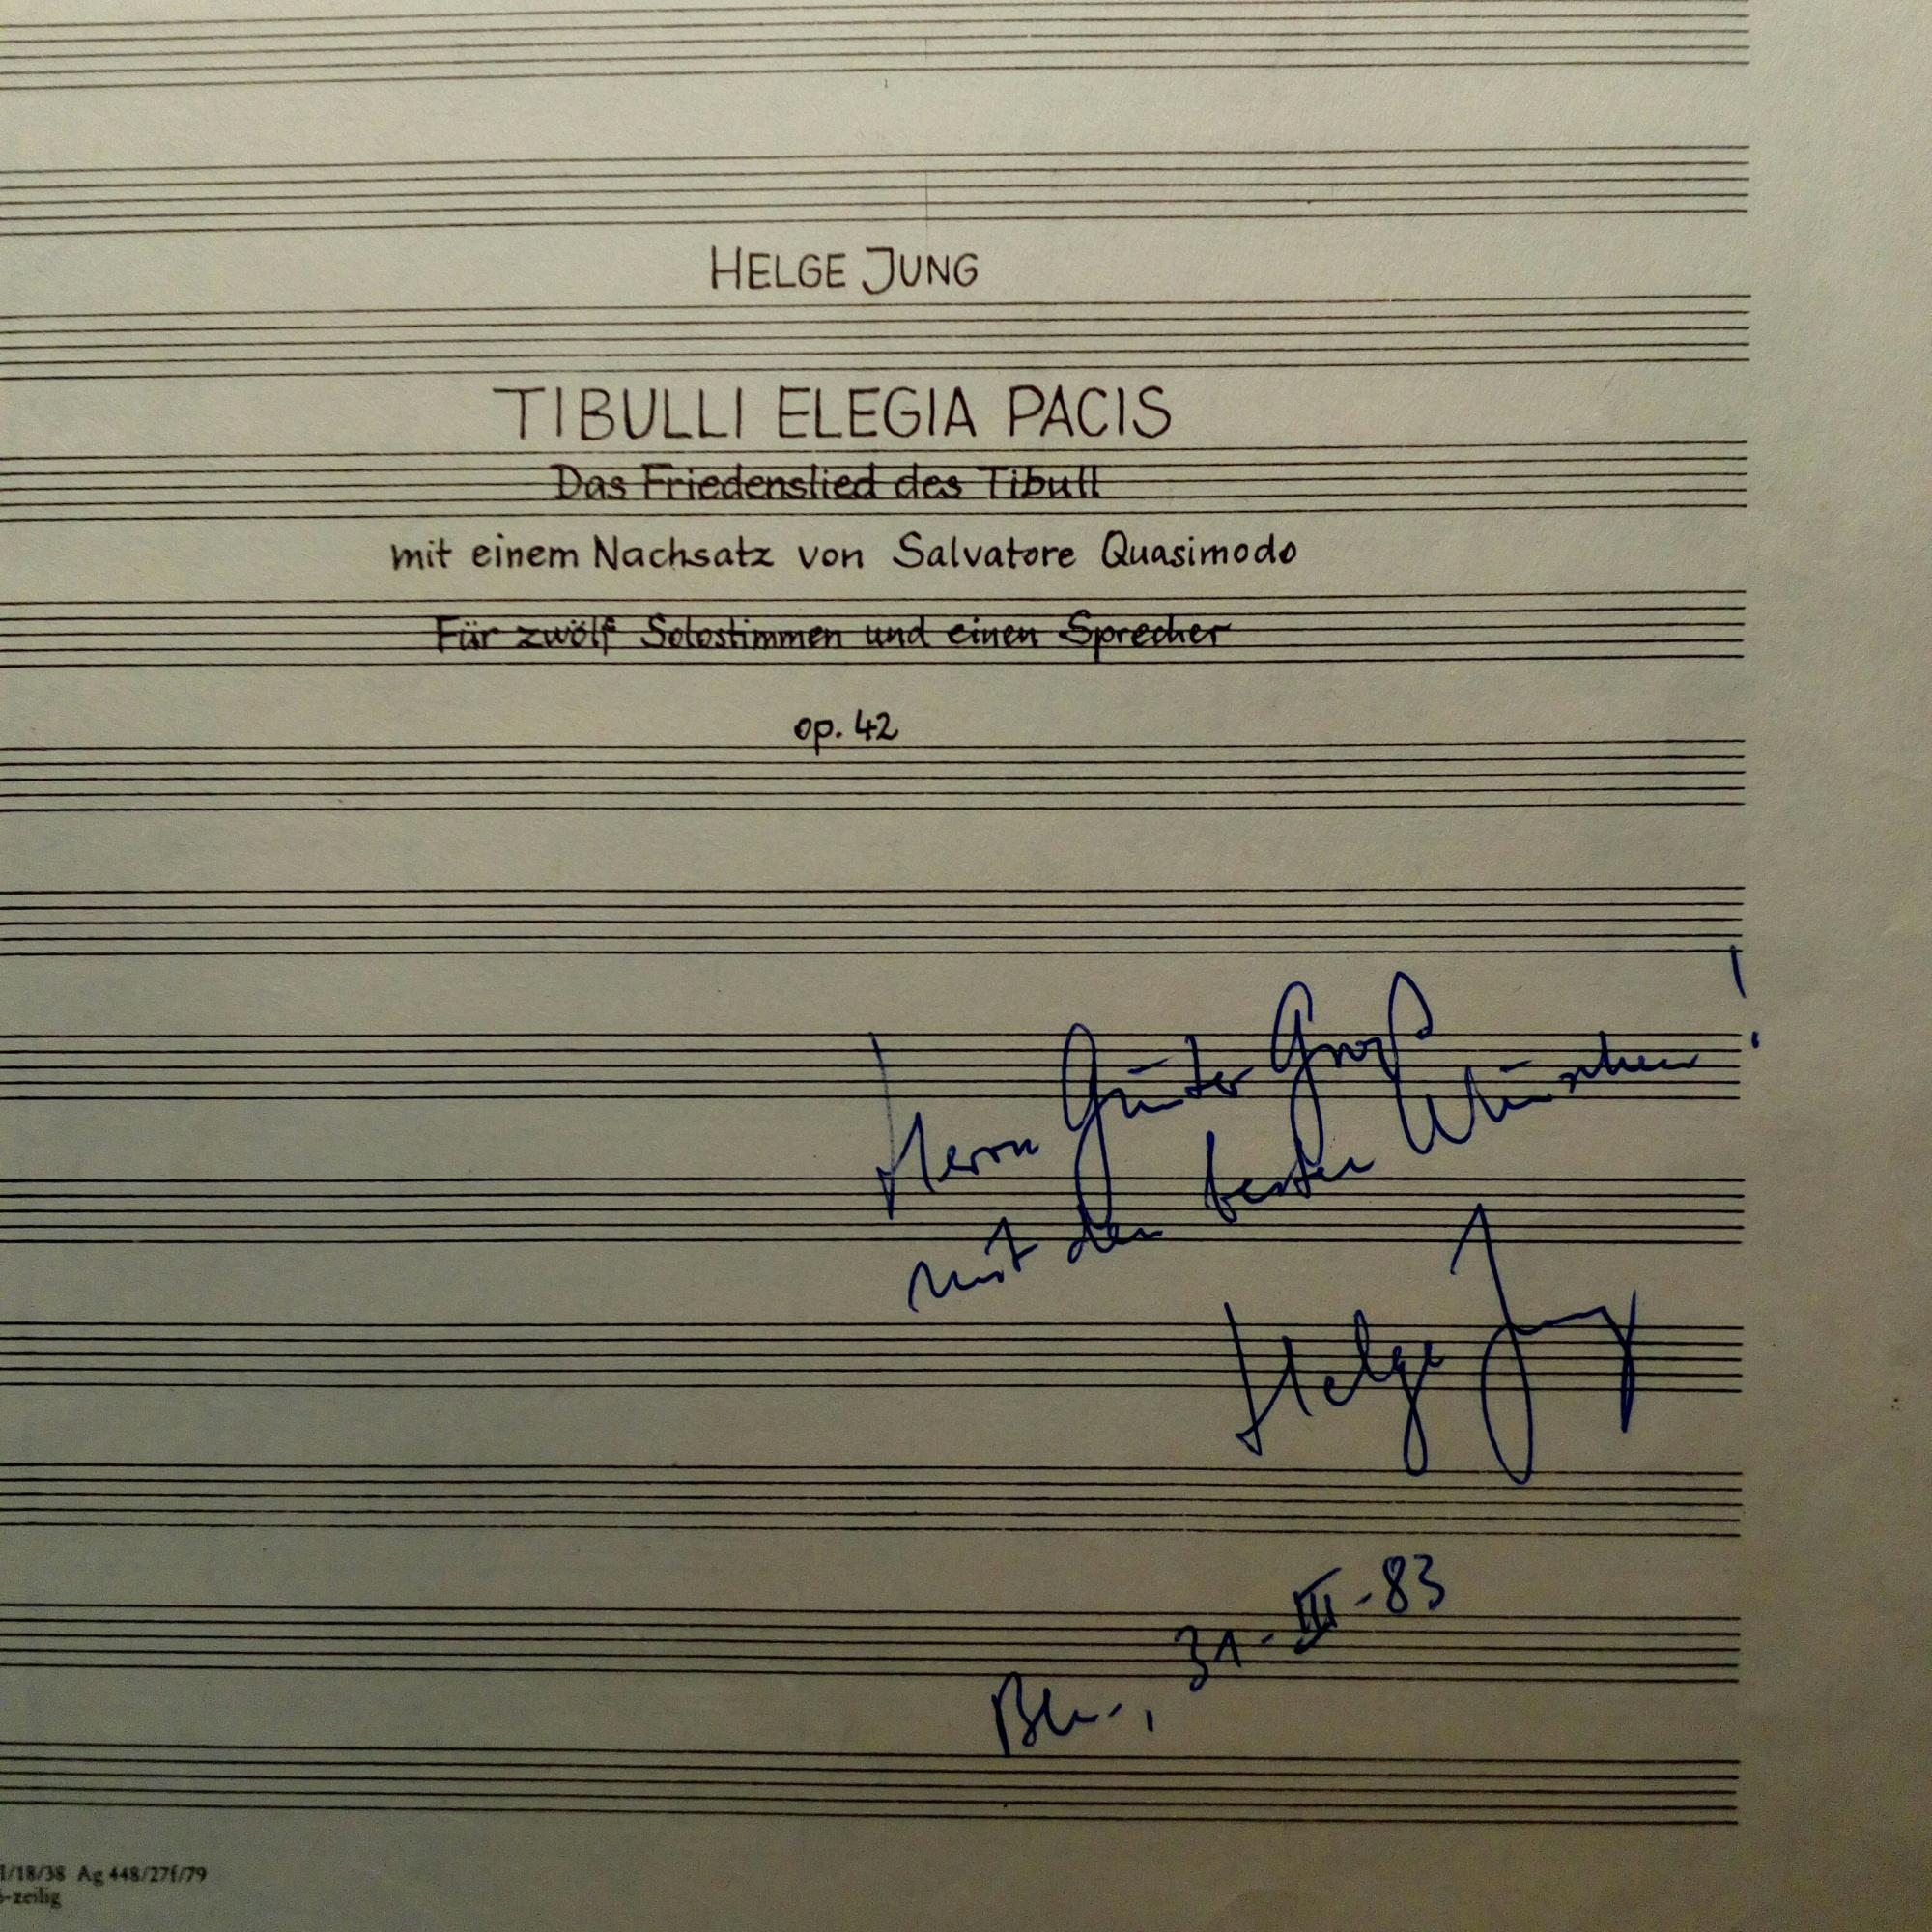 HELGE JUNG
TIBULLI ELEGIA PACIS
Das Friedenslied des Tibull
mit einem Nachsatz von Salvatore Quasimodo
Für zwölf Solostimmen und einen Sprecher
op. 42
Herrn Günter Groß
mit den besten Wünschen!
Helge Jung
Bln., 31-III-83
1/18/38 Ag 448/27f/79
6-zeilig